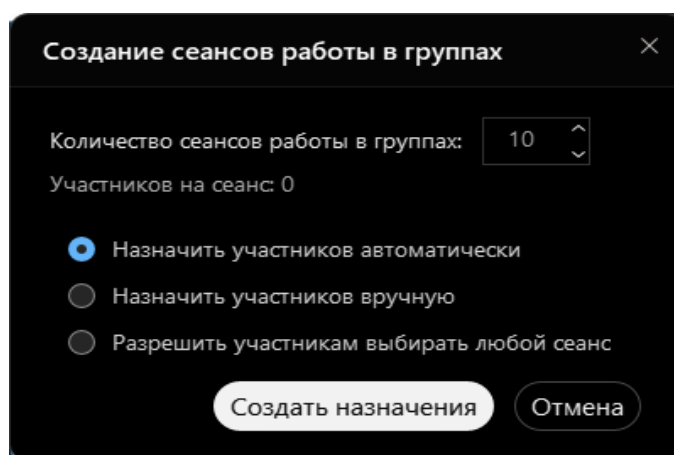 Создание сеансов работы в группах
Количество сеансов работы в группах: 10
Участников на сеанс: 0
Назначить участников автоматически
Назначить участников вручную
Разрешить участникам выбирать любой сеанс
Создать назначения Отмена